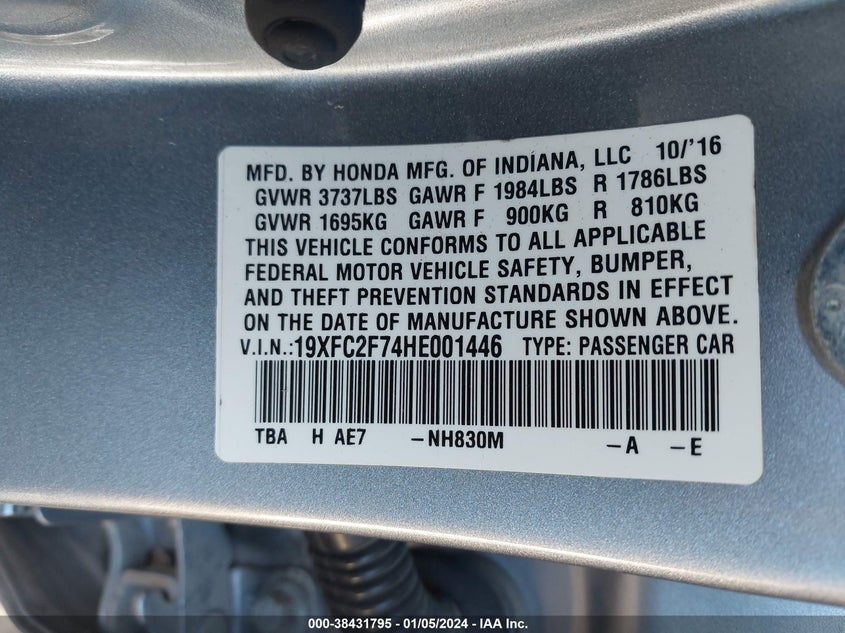 MFD. BY HONDA MFG. OF INDIANA, LLC 10/'16
GVWR 3737LBS GAWR F 1984LBS R 1786LBS
GVWR 1695KG GAWR F 900KG R 810KG
THIS VEHICLE CONFORMS TO ALL APPLICABLE
FEDERAL MOTOR VEHICLE SAFETY, BUMPER,
AND THEFT PREVENTION STANDARDS IN EFFECT
ON THE DATE OF MANUFACTURE SHOWN ABOVE.
V.I.N.:19XFC2F74HE001446 TYPE: PASSENGER CAR
TBA H AE7 -NH830M -A -E
000-38431795 - 01/05/2024 - IAA Inc.